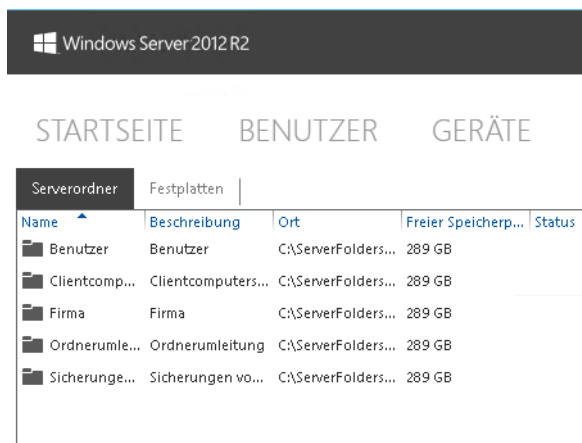 Windows Server 2012 R2
STARTSEITE BENUTZER GERÄTE
Serverordner Festplatten
Name Beschreibung Ort Freier Speicherp... Status
Benutzer Benutzer C:\ServerFolders... 289 GB
Clientcomp... Clientcomputers... C:\ServerFolders... 289 GB
Firma Firma C:\ServerFolders... 289 GB
Ordnerumle... Ordnerumleitung C:\ServerFolders... 289 GB
Sicherunge... Sicherungen vo... C:\ServerFolders... 289 GB